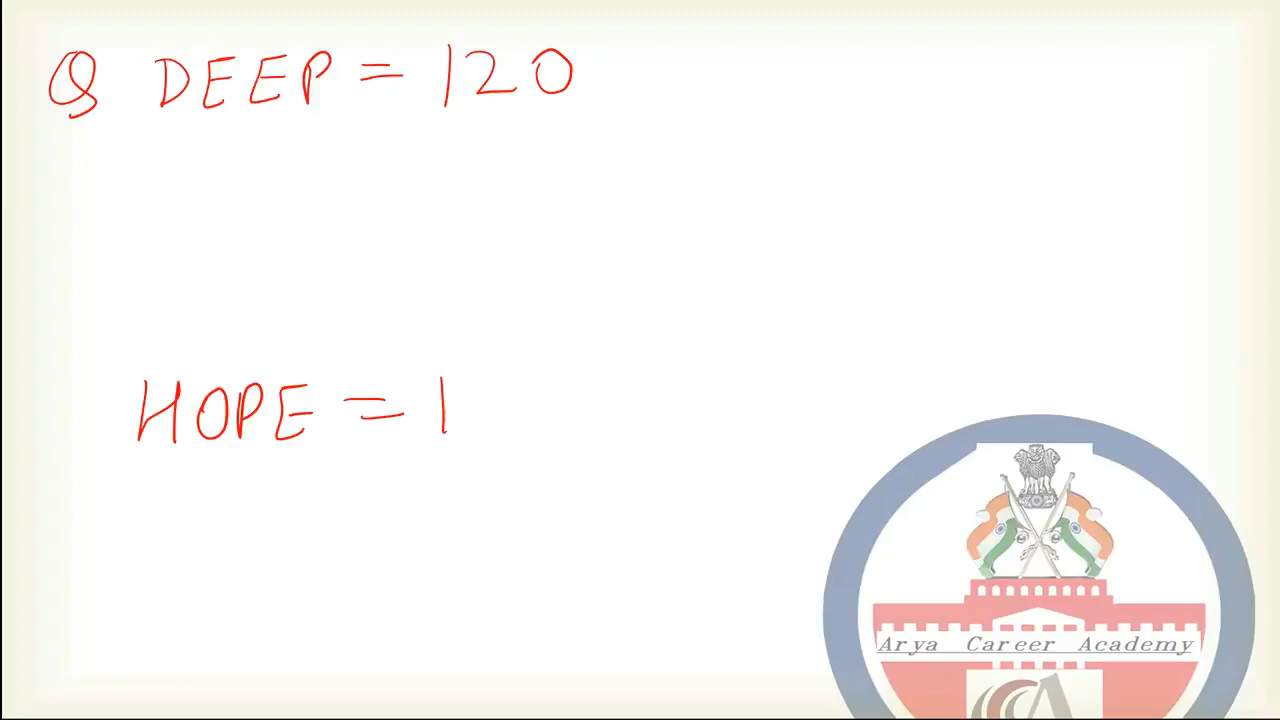 Q DEEP = 120
HOPE = 1
Arya Career Academy